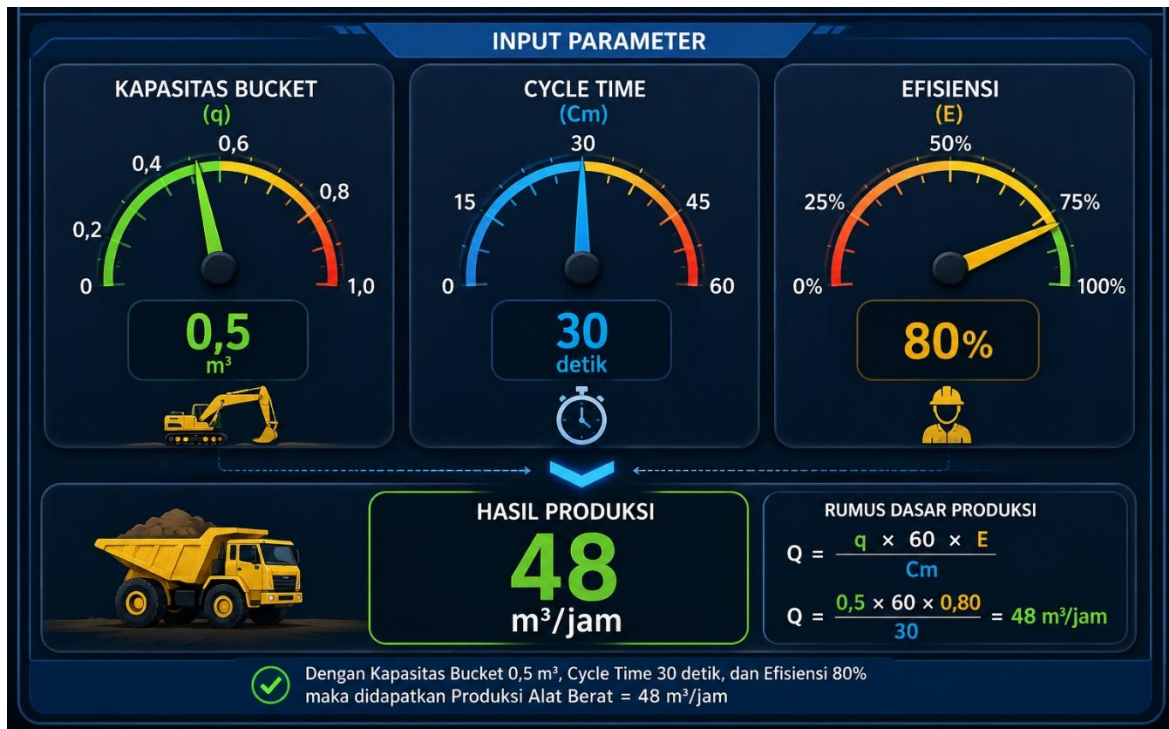 INPUT PARAMETER
KAPASITAS BUCKET
(q)
0
0,2
0,4
0,6
0,8
1,0
0,5
m³
CYCLE TIME
(Cm)
0
15
30
45
60
30
detik
EFISIENSI
(E)
0%
25%
50%
75%
100%
80%
HASIL PRODUKSI
48
m³/jam
RUMUS DASAR PRODUKSI
Q = q × 60 × E / Cm
Q = 0,5 × 60 × 0,80 / 30 = 48 m³/jam
Dengan Kapasitas Bucket 0,5 m³, Cycle Time 30 detik, dan Efisiensi 80%
maka didapatkan Produksi Alat Berat = 48 m³/jam